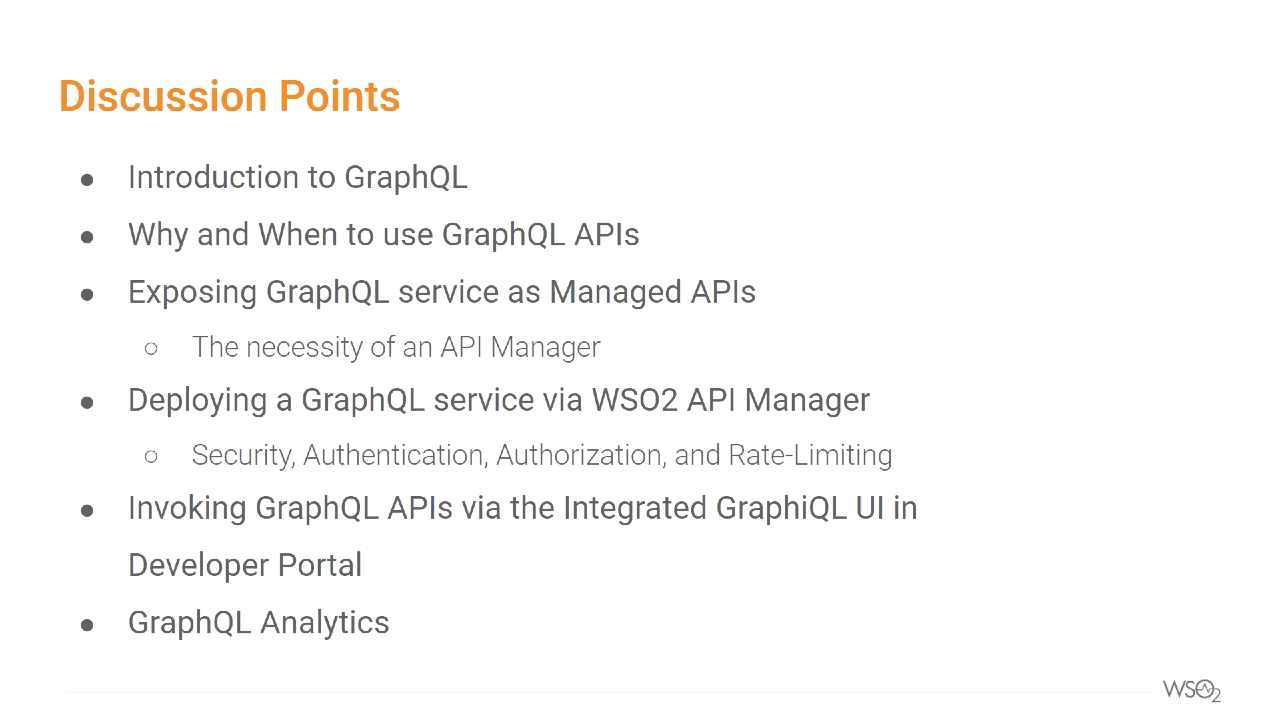 Discussion Points
● Introduction to GraphQL
● Why and When to use GraphQL APIs
● Exposing GraphQL service as Managed APIs
○ The necessity of an API Manager
● Deploying a GraphQL service via WSO2 API Manager
○ Security, Authentication, Authorization, and Rate-Limiting
● Invoking GraphQL APIs via the Integrated GraphiQL UI in
Developer Portal
● GraphQL Analytics
WSO2